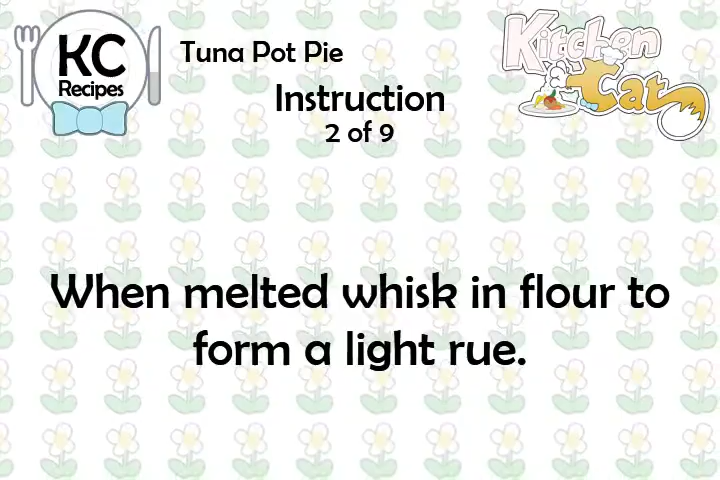 KC
Recipes
Tuna Pot Pie
Instruction
2 of 9
Kitchen
Cat
When melted whisk in flour to
form a light rue.